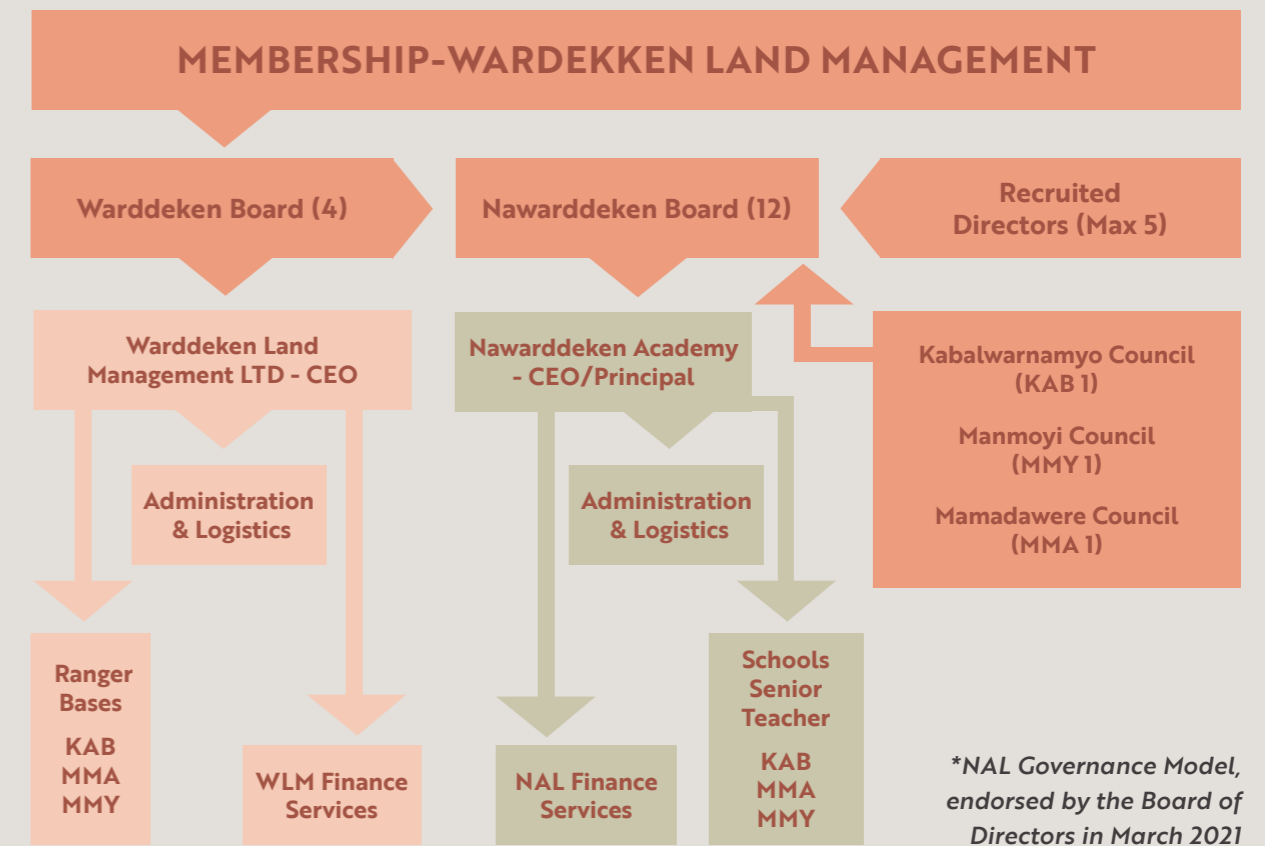 MEMBERSHIP-WARDEKKEN LAND MANAGEMENT
Warddeken Board (4)
Nawarddeken Board (12)
Recruited
Directors (Max 5)
Warddeken Land
Management LTD - CEO
Nawarddeken Academy
- CEO/Principal
Kabalwarnamyo Council
(KAB 1)
Manmoyi Council
(MMY 1)
Mamadawere Council
(MMA 1)
Administration
& Logistics
Administration
& Logistics
Ranger
Bases
KAB
MMA
MMY
WLM Finance
Services
NAL Finance
Services
Schools
Senior
Teacher
KAB
MMA
MMY
*NAL Governance Model,
endorsed by the Board of
Directors in March 2021